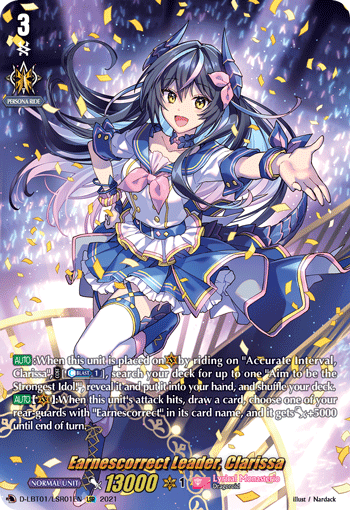 3
PERSONA RIDE
AUTO:When this unit is placed on by riding on "Accurate Interval,
Clarissa" COST [BLAST 1], search your deck for up to one "Aim to be the
Strongest Idol!", reveal it and put it into your hand, and shuffle your deck.
AUTO []:When this unit's attack hits, draw a card, choose one of your
rear-guards with "Earnescorrect" in its card name, and it gets +5000
until end of turn.
Earnescorrect Leader, Clarissa
NORMAL UNIT 13000 1 Lyrical Monasterio
Dragonoid
D-LBT01/LSR01EN LSR 2021 Illust / Nardack